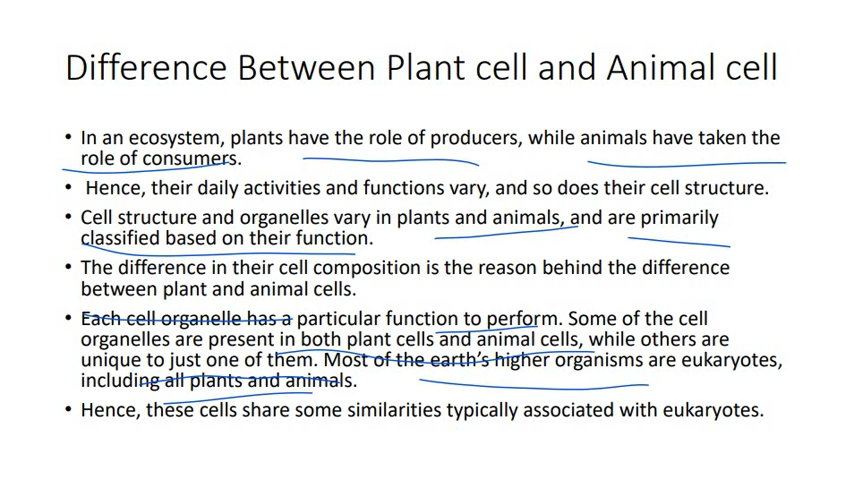 Difference Between Plant cell and Animal cell
• In an ecosystem, plants have the role of producers, while animals have taken the
role of consumers.
• Hence, their daily activities and functions vary, and so does their cell structure.
• Cell structure and organelles vary in plants and animals, and are primarily
classified based on their function.
• The difference in their cell composition is the reason behind the difference
between plant and animal cells.
• Each cell organelle has a particular function to perform. Some of the cell
organelles are present in both plant cells and animal cells, while others are
unique to just one of them. Most of the earth's higher organisms are eukaryotes,
including all plants and animals.
• Hence, these cells share some similarities typically associated with eukaryotes.